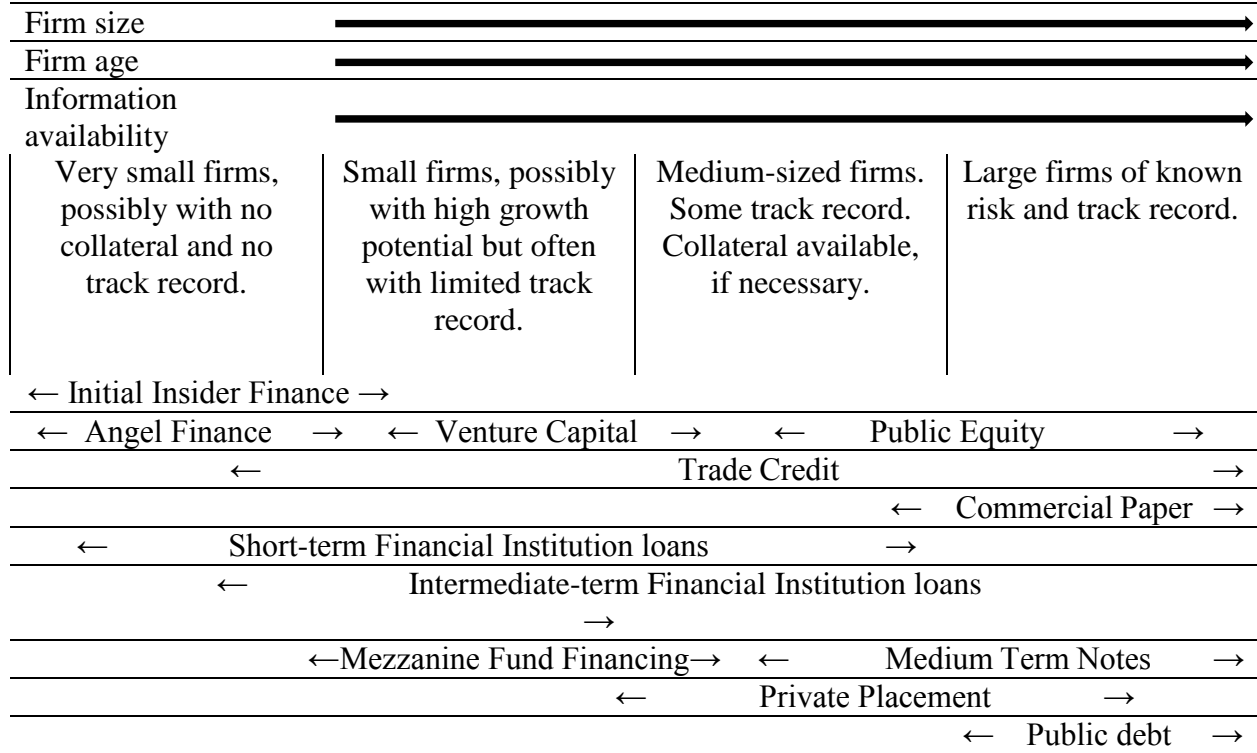 Firm size
Firm age
Information
availability
Very small firms,
possibly with no
collateral and no
track record.
Small firms, possibly
with high growth
potential but often
with limited track
record.
Medium-sized firms.
Some track record.
Collateral available,
if necessary.
Large firms of known
risk and track record.
← Initial Insider Finance →
← Angel Finance → ← Venture Capital → ← Public Equity →
← Trade Credit →
← Commercial Paper →
← Short-term Financial Institution loans →
← Intermediate-term Financial Institution loans
→
←Mezzanine Fund Financing→ ← Medium Term Notes →
← Private Placement →
← Public debt →